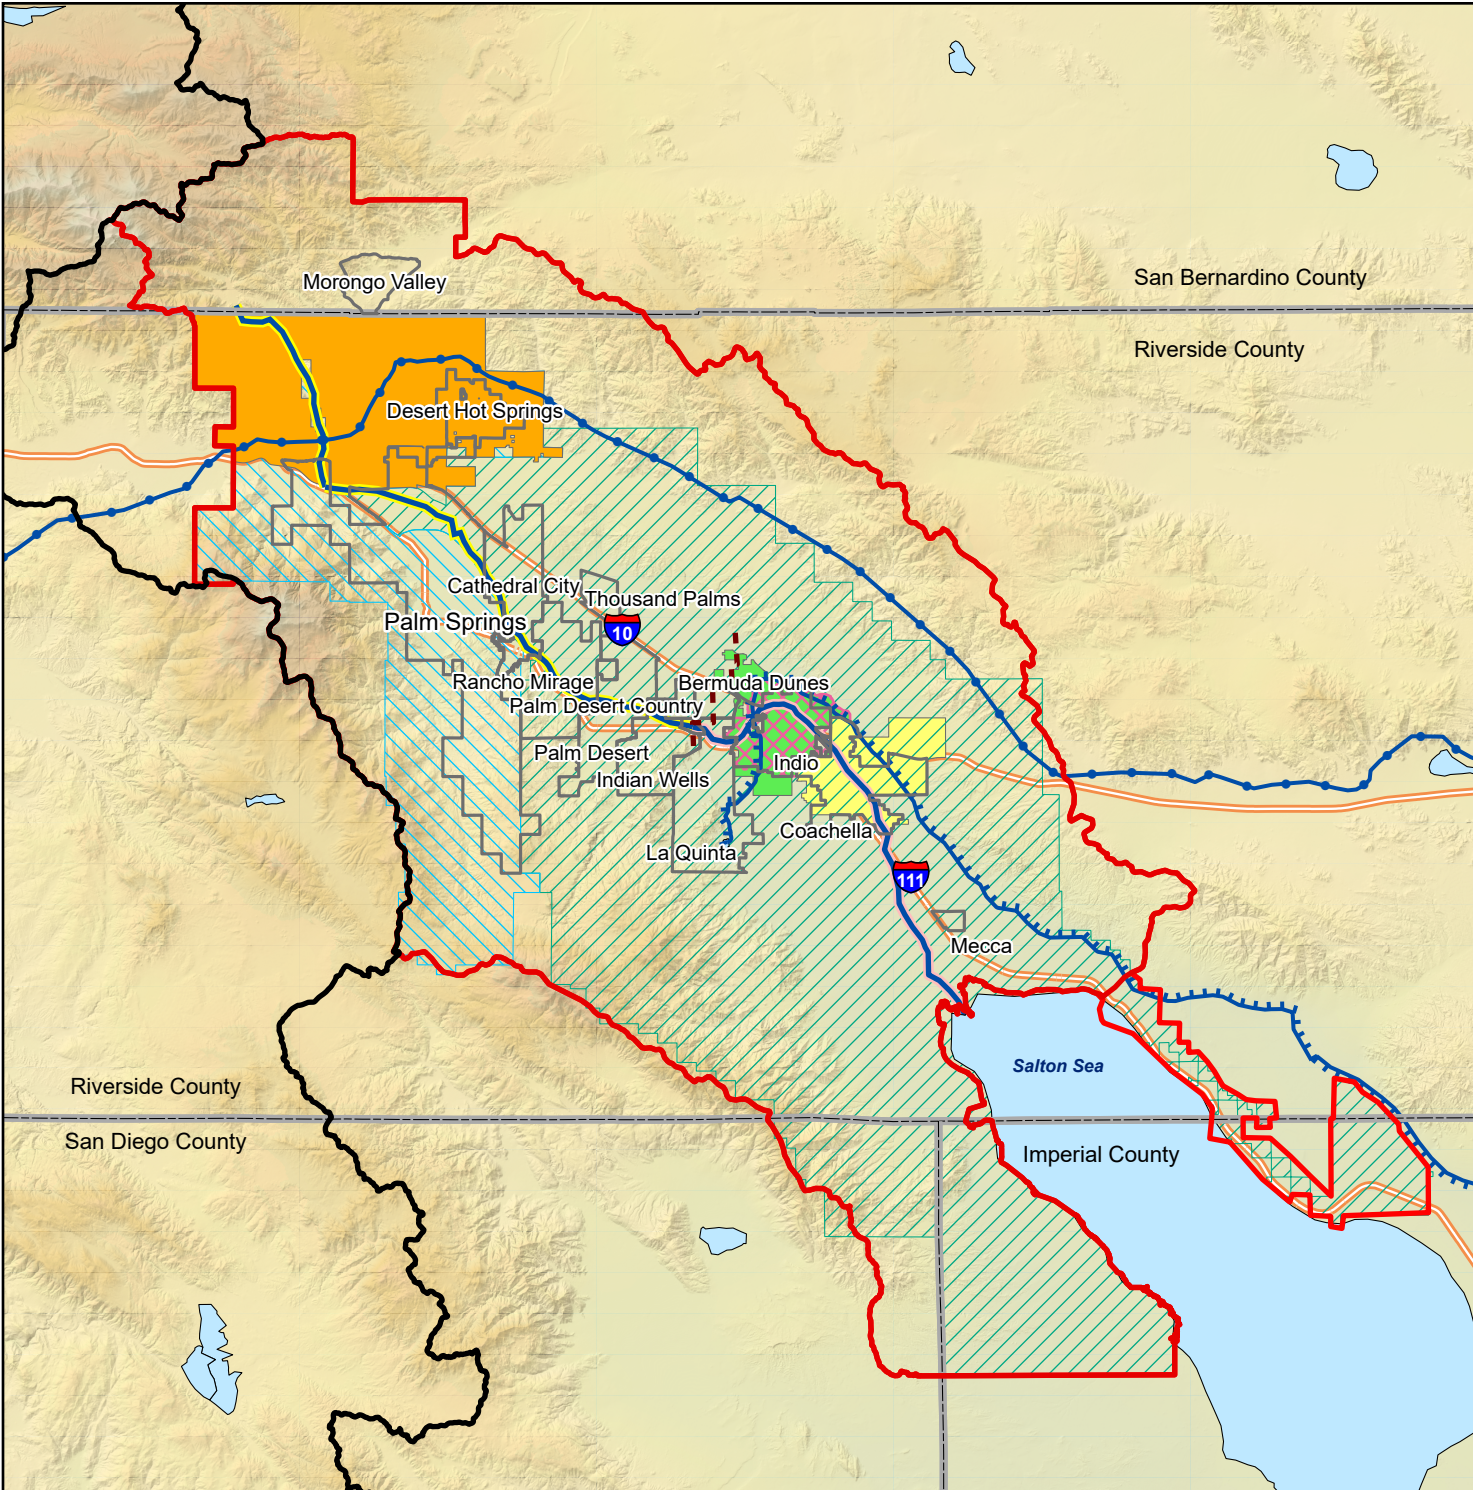 San Bernardino County
Morongo Valley
Riverside County
Desert Hot Springs
Cathedral City
Thousand Palms
Palm Springs
10
Rancho Mirage
Bermuda Dunes
Palm Desert Country
Palm Desert
Indio
Indian Wells
Coachella
La Quinta
111
Mecca
Salton Sea
Riverside County
San Diego County
Imperial County